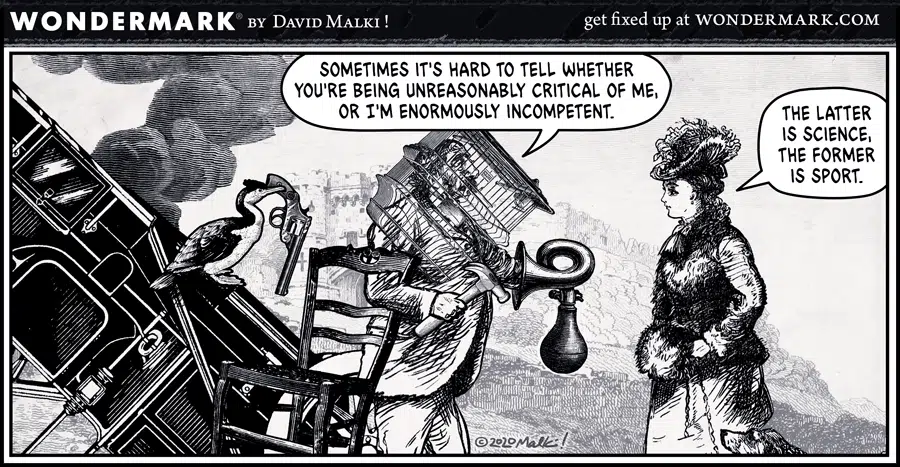 WONDERMARK® BY DAVID MALKI !
get fixed up at WONDERMARK.COM
SOMETIMES IT'S HARD TO TELL WHETHER
YOU'RE BEING UNREASONABLY CRITICAL OF ME,
OR I'M ENORMOUSLY INCOMPETENT.
THE LATTER
IS SCIENCE,
THE FORMER
IS SPORT.
©2020 Malki!